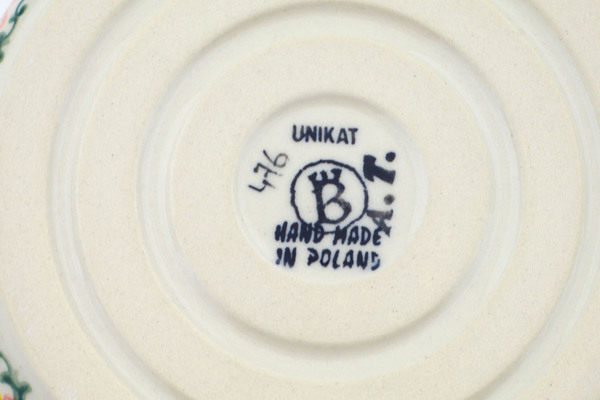 UNIKAT
476
B
A.T.
HAND MADE
IN POLAND